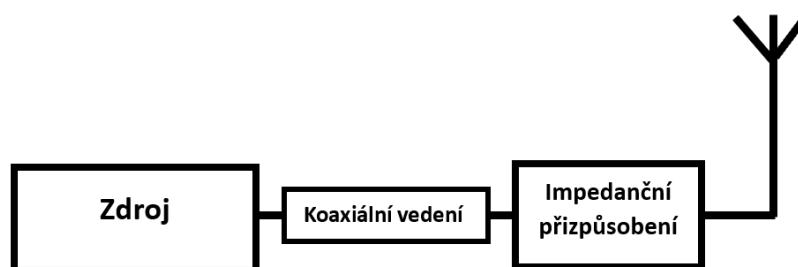 Zdroj
Koaxiální vedení
Impedanční
přizpůsobení